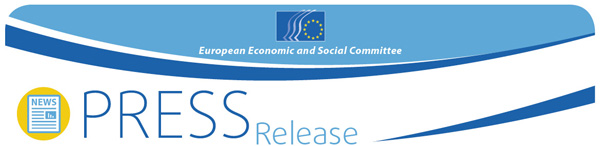 European Economic and Social Committee
NEWS
PRESS Release